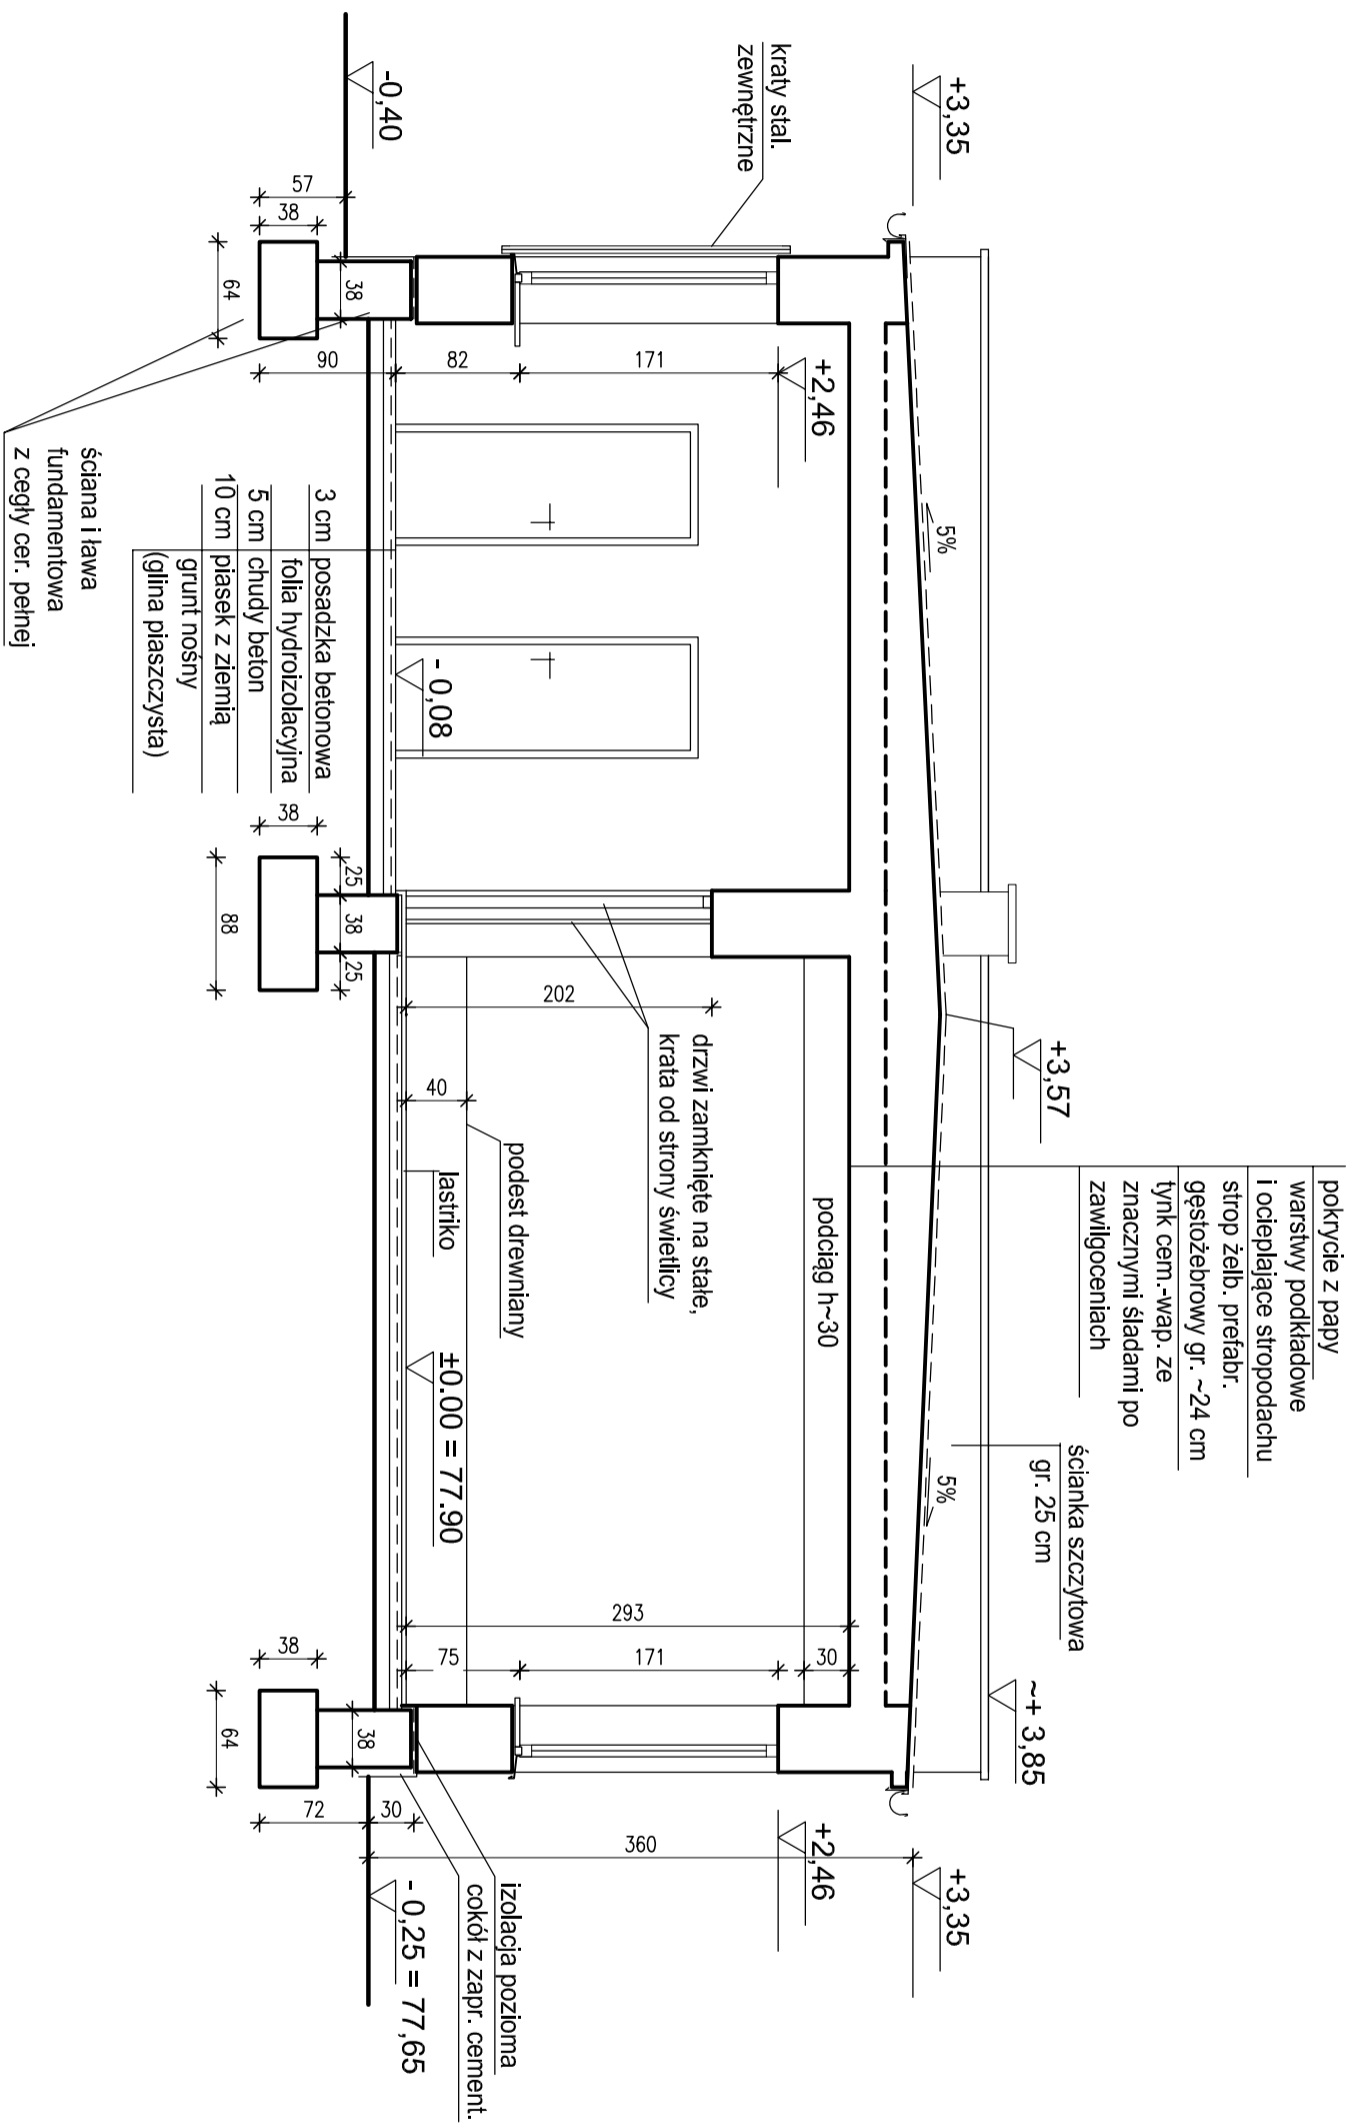 pokrycie z papy
warstwy podkładowe
i ocieplające stropodachu
strop żelb. prefabr.
gęstożebrowy gr. ~24 cm
tynk cem.-wap. ze
znacznymi śladami po
zawilgoceniach
ścianka szczytowa
gr. 25 cm
~+ 3,85
+3,57
+3,35
+3,35
5%
5%
kraty stal.
zewnętrzne
+2,46
+2,46
podciąg h~30
drzwi zamknięte na stałe,
krata od strony świetlicy
podest drewniany
lastriko
±0.00 = 77.90
- 0,08
-0,40
- 0,25 = 77,65
izolacja pozioma
cokół z zapr. cement.
171
82
90
202
40
293
30
171
75
360
30
72
57
38
38
64
38
25
38
25
88
38
38
64
3 cm posadzka betonowa
folia hydroizolacyjna
5 cm chudy beton
10 cm piasek z ziemią
grunt nośny
(glina piaszczysta)
ściana i ława
fundamentowa
z cegły cer. pełnej